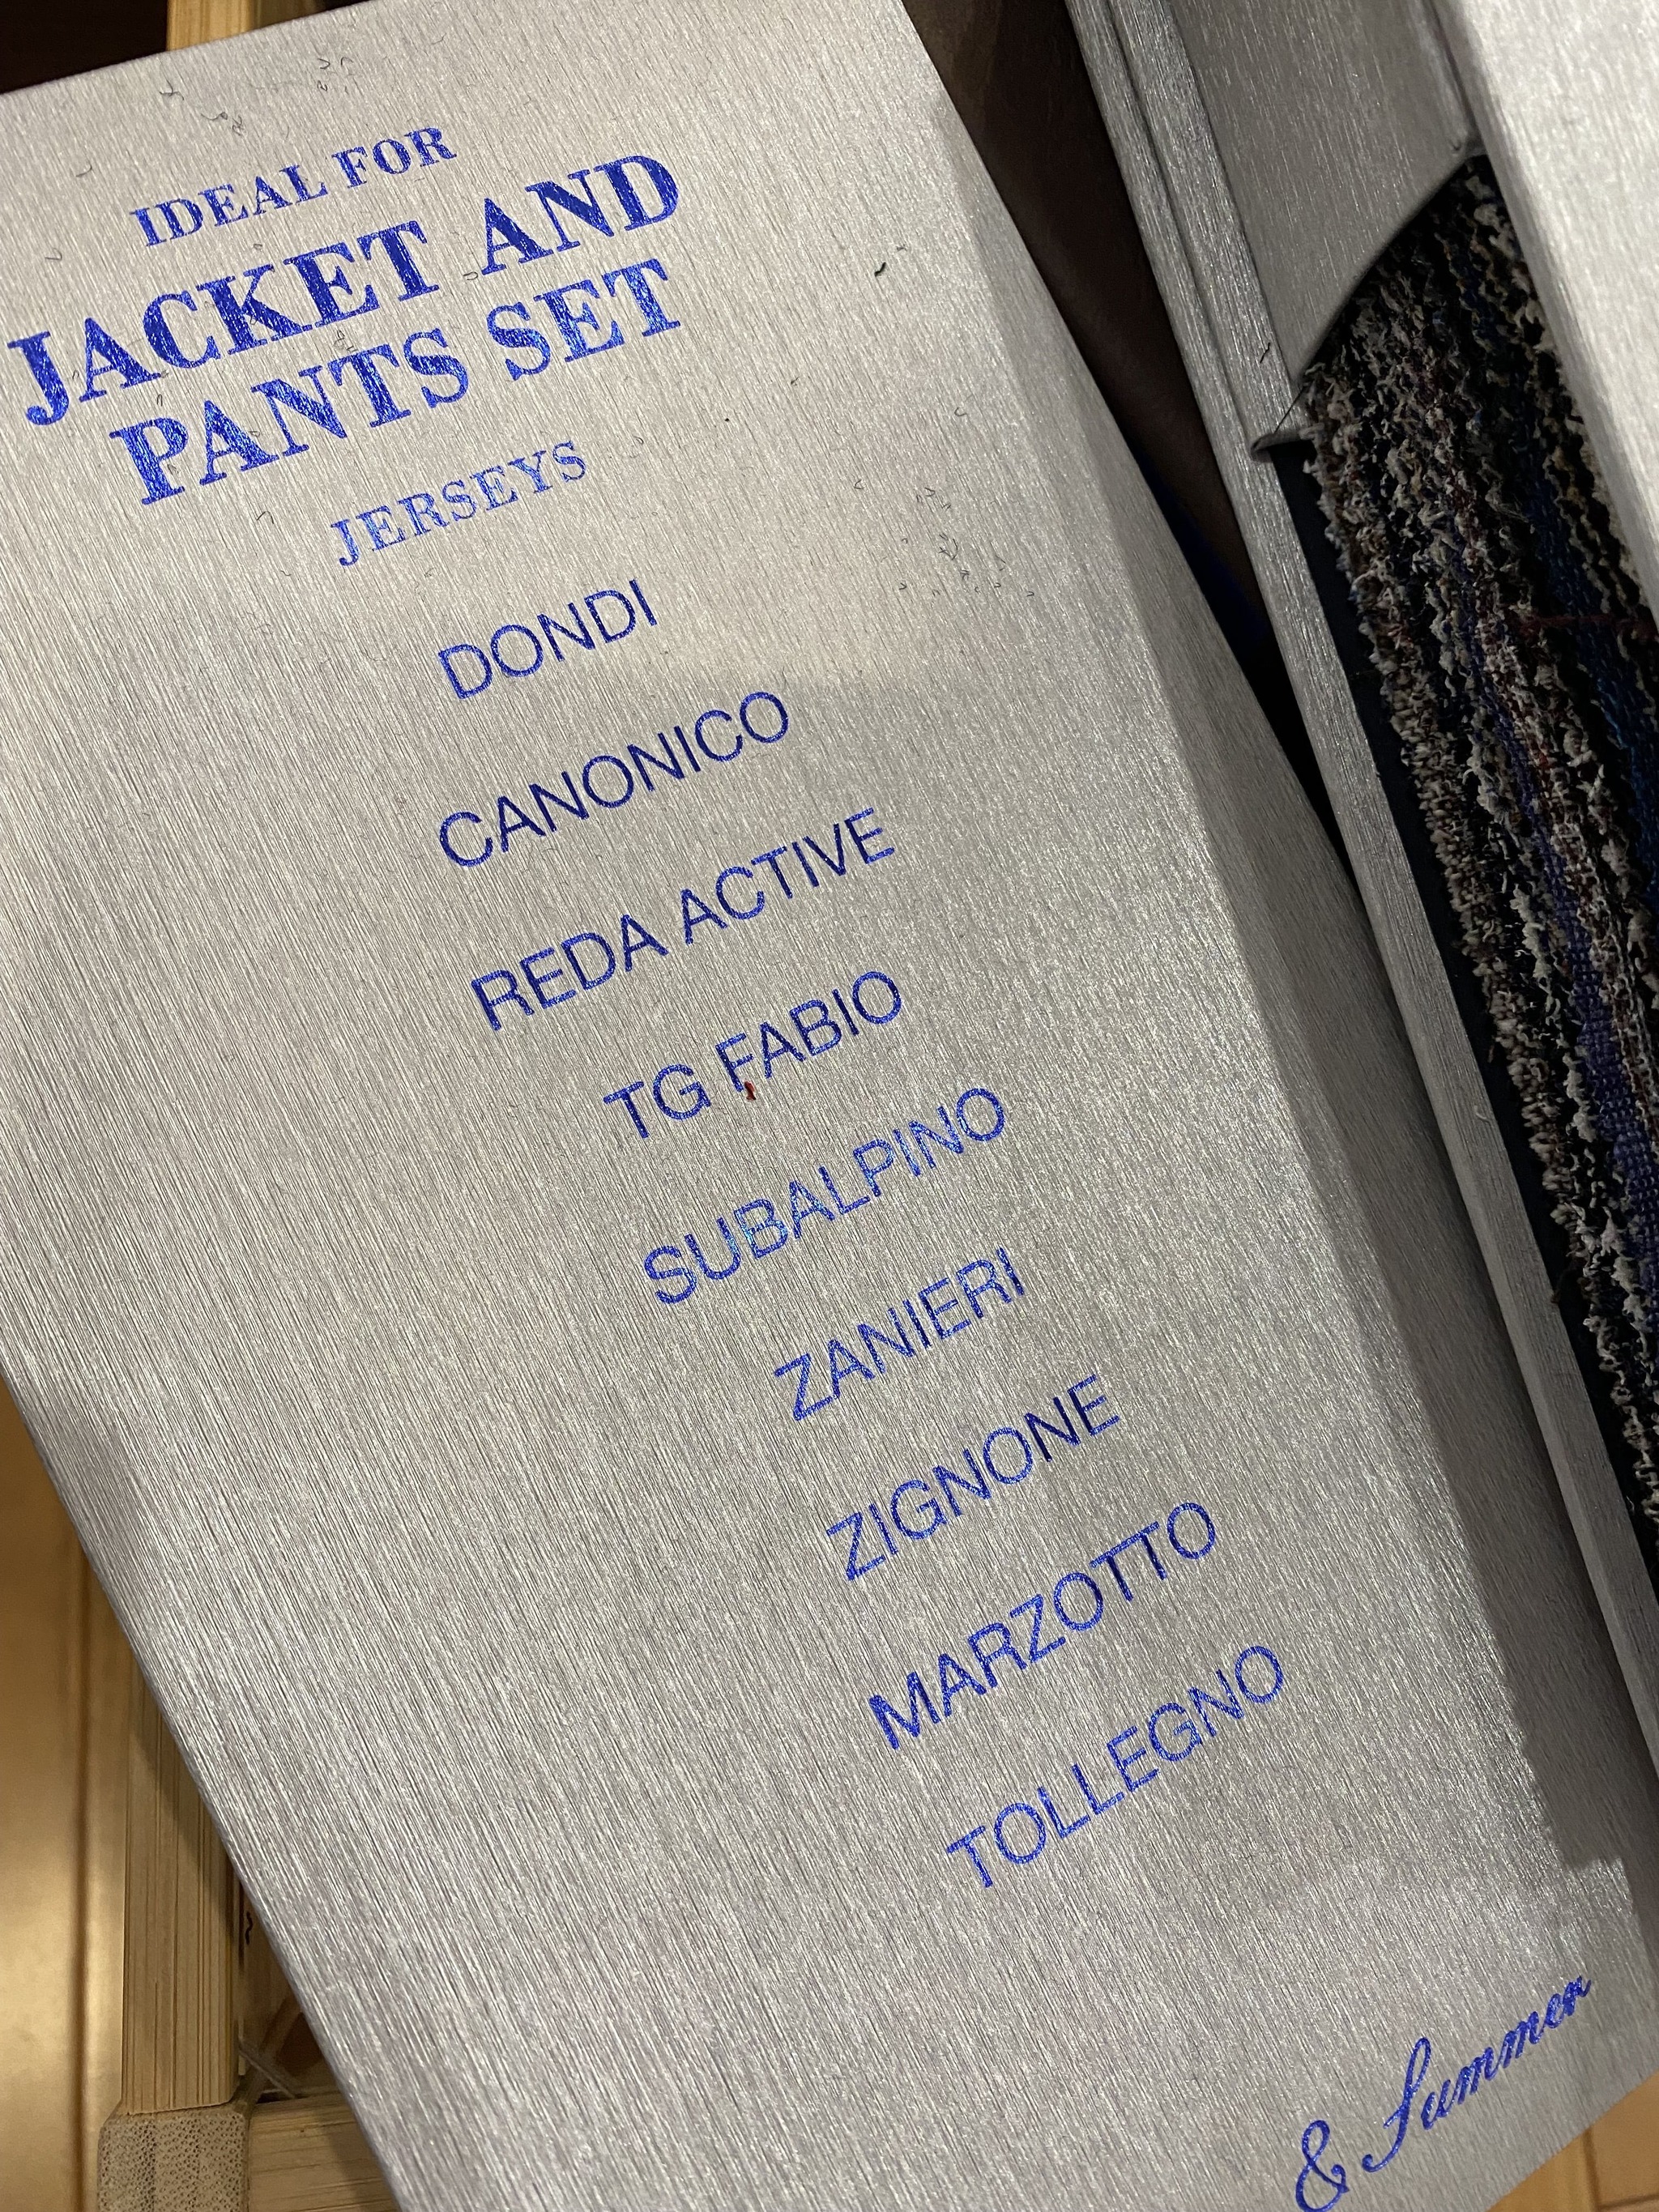 IDEAL FOR
JACKET AND
PANTS SET
JERSEYS
DONDI
CANONICO
REDA ACTIVE
TG FABIO
SUBALPINO
ZANIERI
ZIGNONE
MARZOTTO
TOLLEGNO
& Summer